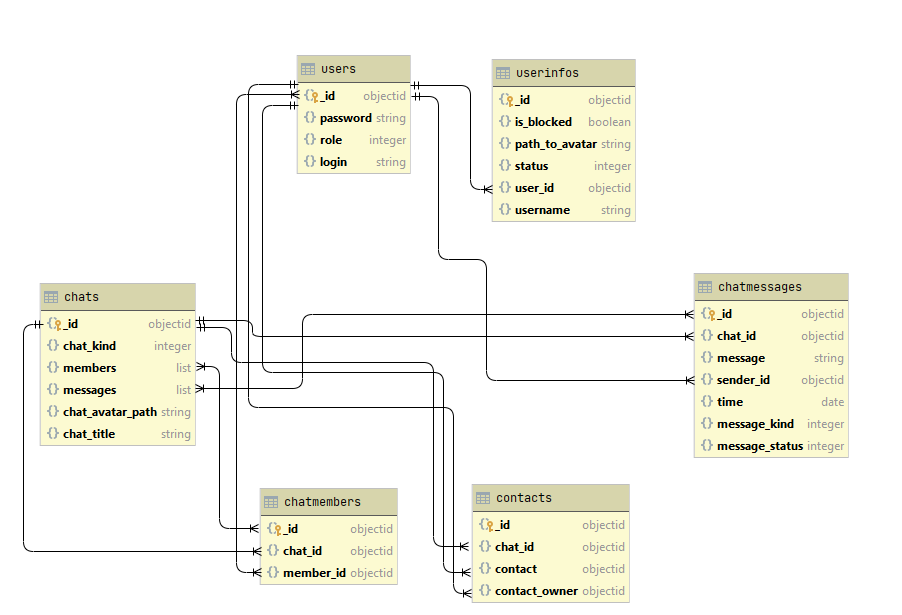 users
_id objectid
password string
role integer
login string
userinfos
_id objectid
is_blocked boolean
path_to_avatar string
status integer
user_id objectid
username string
chats
_id objectid
chat_kind integer
members list
messages list
chat_avatar_path string
chat_title string
chatmessages
_id objectid
chat_id objectid
message string
sender_id objectid
time date
message_kind integer
message_status integer
chatmembers
_id objectid
chat_id objectid
member_id objectid
contacts
_id objectid
chat_id objectid
contact objectid
contact_owner objectid